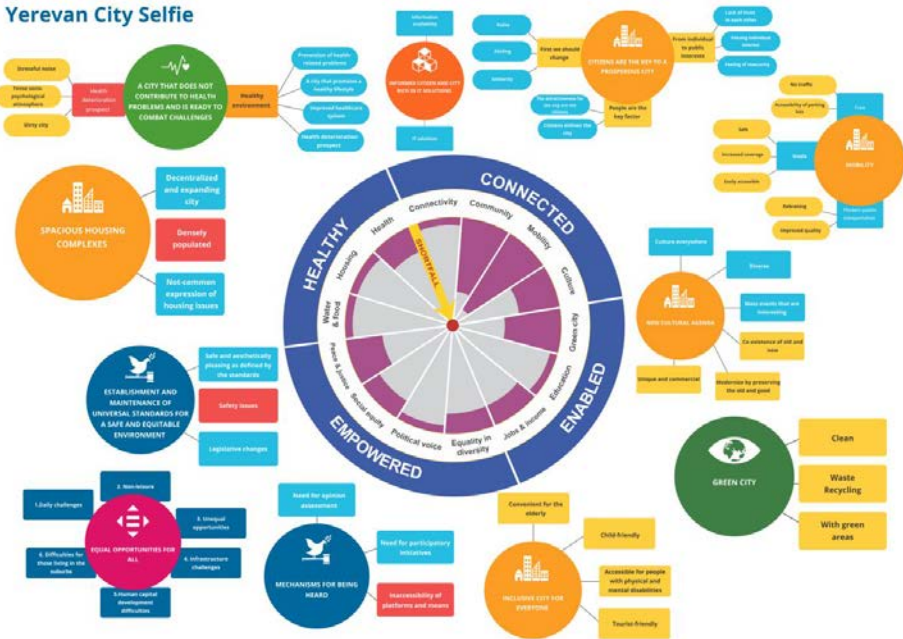 Yerevan City Selfie
Stressful noise
Tense socio-
psychological
atmosphere
Dirty city
Health
deterioration
prospect
A CITY THAT DOES NOT
CONTRIBUTE TO HEALTH
PROBLEMS AND IS READY TO
COMBAT CHALLENGES
Healthy
environment
Prevention of health-
related problems
A city that promotes a
healthy lifestyle
Improved healthcare
system
Health deterioration
prospect
Information
availability
INFORMED CITIZEN AND CITY
RICH IN IT SOLUTIONS
IT solutions
First we should
change
CITIZENS ARE THE KEY TO A
PROSPEROUS CITY
From individual
to public
interests
Lack of trust
in each other
Valuing individual
interest
Feeling of insecurity
People are the
key factor
Citizens enliven the
city
No traffic
Accessibility of parking
lots
Safe
Increased coverage
Easily accessible
MOBILITY
Rebranding
Improved quality
SPACIOUS HOUSING
COMPLEXES
Decentralized
and expanding
city
Densely
populated
Not-common
expression of
housing issues
HEALTHY
CONNECTED
ENABLED
EMPOWERED
Housing
Health
Connectivity
Community
Mobility
Culture
Green city
Education
Jobs & income
Equality in
diversity
Political voice
Social equity
Peace & justice
Water
& food
SHORTFALL
Culture everywhere
Diverse
Make events that are
interesting
NEW CULTURAL AGENDA
Co-existence of old and
new
Modernize by preserving
the old and good
Unique and commercial
ESTABLISHMENT AND
MAINTENANCE OF
UNIVERSAL STANDARDS FOR
A SAFE AND EQUITABLE
ENVIRONMENT
Safe and aesthetically
pleasing as defined by
the standards
Safety issues
Legislative changes
GREEN CITY
Clean
Waste
Recycling
With green
areas
1.Daily challenges
2. Non-leisure
3. Unequal
opportunities
4. Infrastructure
challenges
5.Human capital
development
difficulties
6. Difficulties for
those living in the
suburbs
EQUAL OPPORTUNITIES FOR
ALL
Need for opinion
assessment
Need for participatory
initiatives
Inaccessibility of
platforms and means
MECHANISMS FOR BEING
HEARD
Convenient for the
elderly
Child-friendly
Accessible for people
with physical and
mental disabilities
Tourist-friendly
INCLUSIVE CITY FOR
EVERYONE